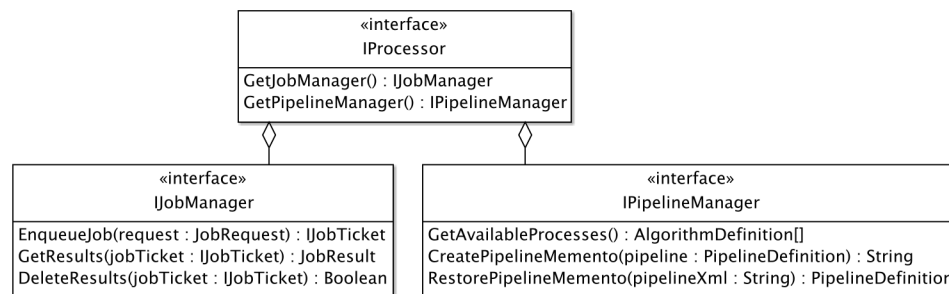 «interface»
IProcessor
GetJobManager() : IJobManager
GetPipelineManager() : IPipelineManager
«interface»
IJobManager
EnqueueJob(request : JobRequest) : IJobTicket
GetResults(jobTicket : IJobTicket) : JobResult
DeleteResults(jobTicket : IJobTicket) : Boolean
«interface»
IPipelineManager
GetAvailableProcesses() : AlgorithmDefinition[]
CreatePipelineMemento(pipeline : PipelineDefinition) : String
RestorePipelineMemento(pipelineXml : String) : PipelineDefinition